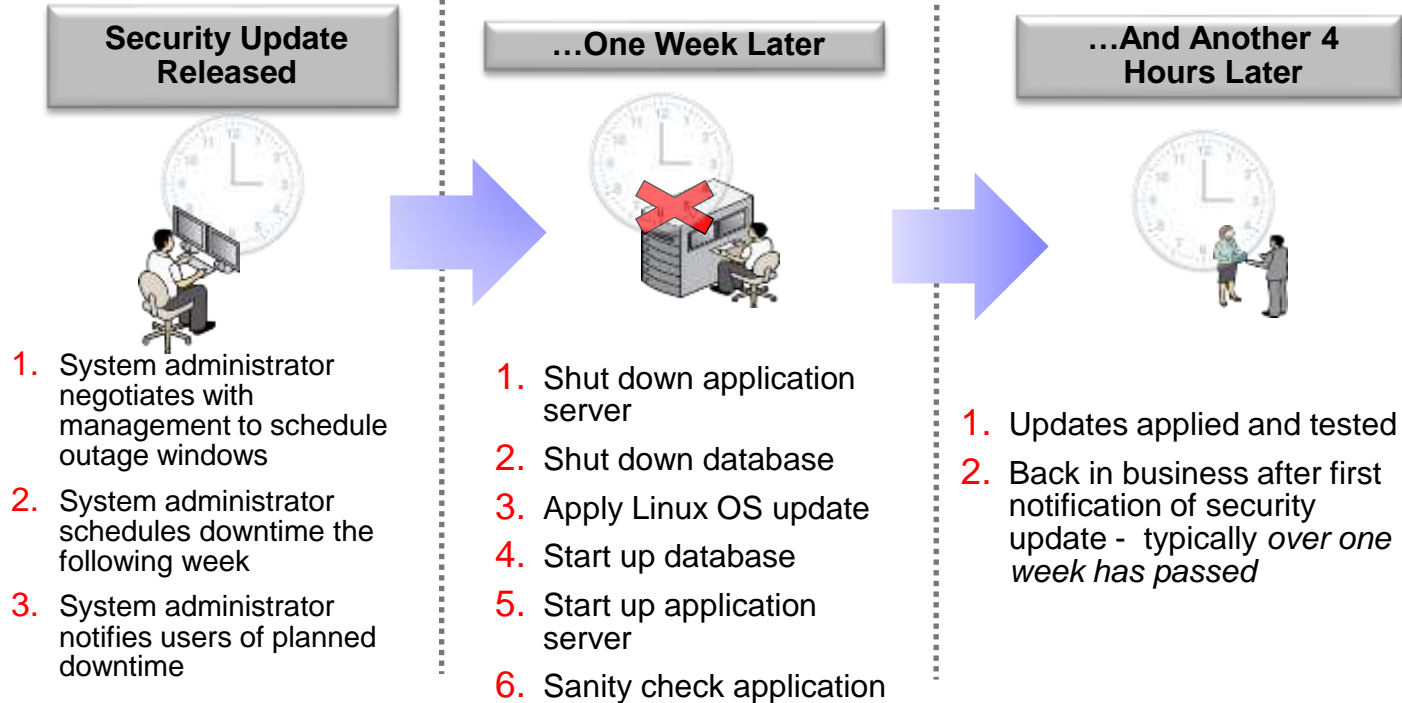 Security Update
Released
1. System administrator
negotiates with
management to schedule
outage windows
2. System administrator
schedules downtime the
following week
3. System administrator
notifies users of planned
downtime
…One Week Later
1. Shut down application
server
2. Shut down database
3. Apply Linux OS update
4. Start up database
5. Start up application
server
6. Sanity check application
…And Another 4
Hours Later
1. Updates applied and tested
2. Back in business after first
notification of security
update - typically over one
week has passed